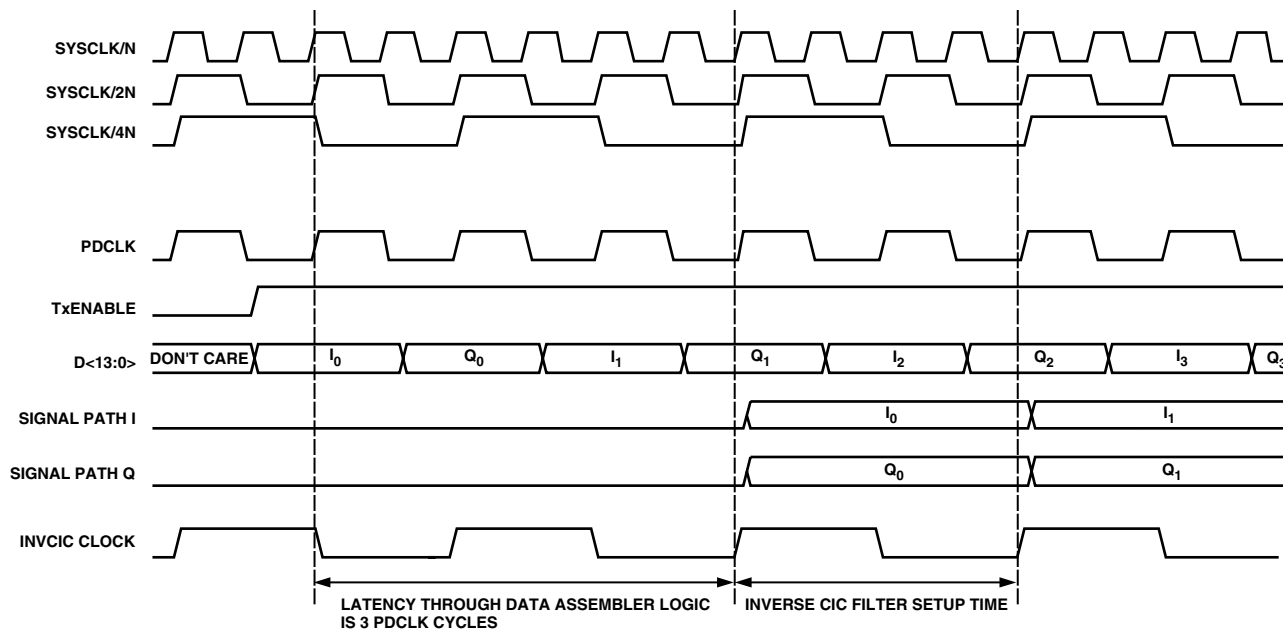 SYSCLK/N
SYSCLK/2N
SYSCLK/4N
PDCLK
TxENABLE
D<13:0> DON'T CARE I0 Q0 I1 Q1 I2 Q2 I3 Q3
SIGNAL PATH I I0 I1
SIGNAL PATH Q Q0 Q1
INVCIC CLOCK
LATENCY THROUGH DATA ASSEMBLER LOGIC
IS 3 PDCLK CYCLES
INVERSE CIC FILTER SETUP TIME